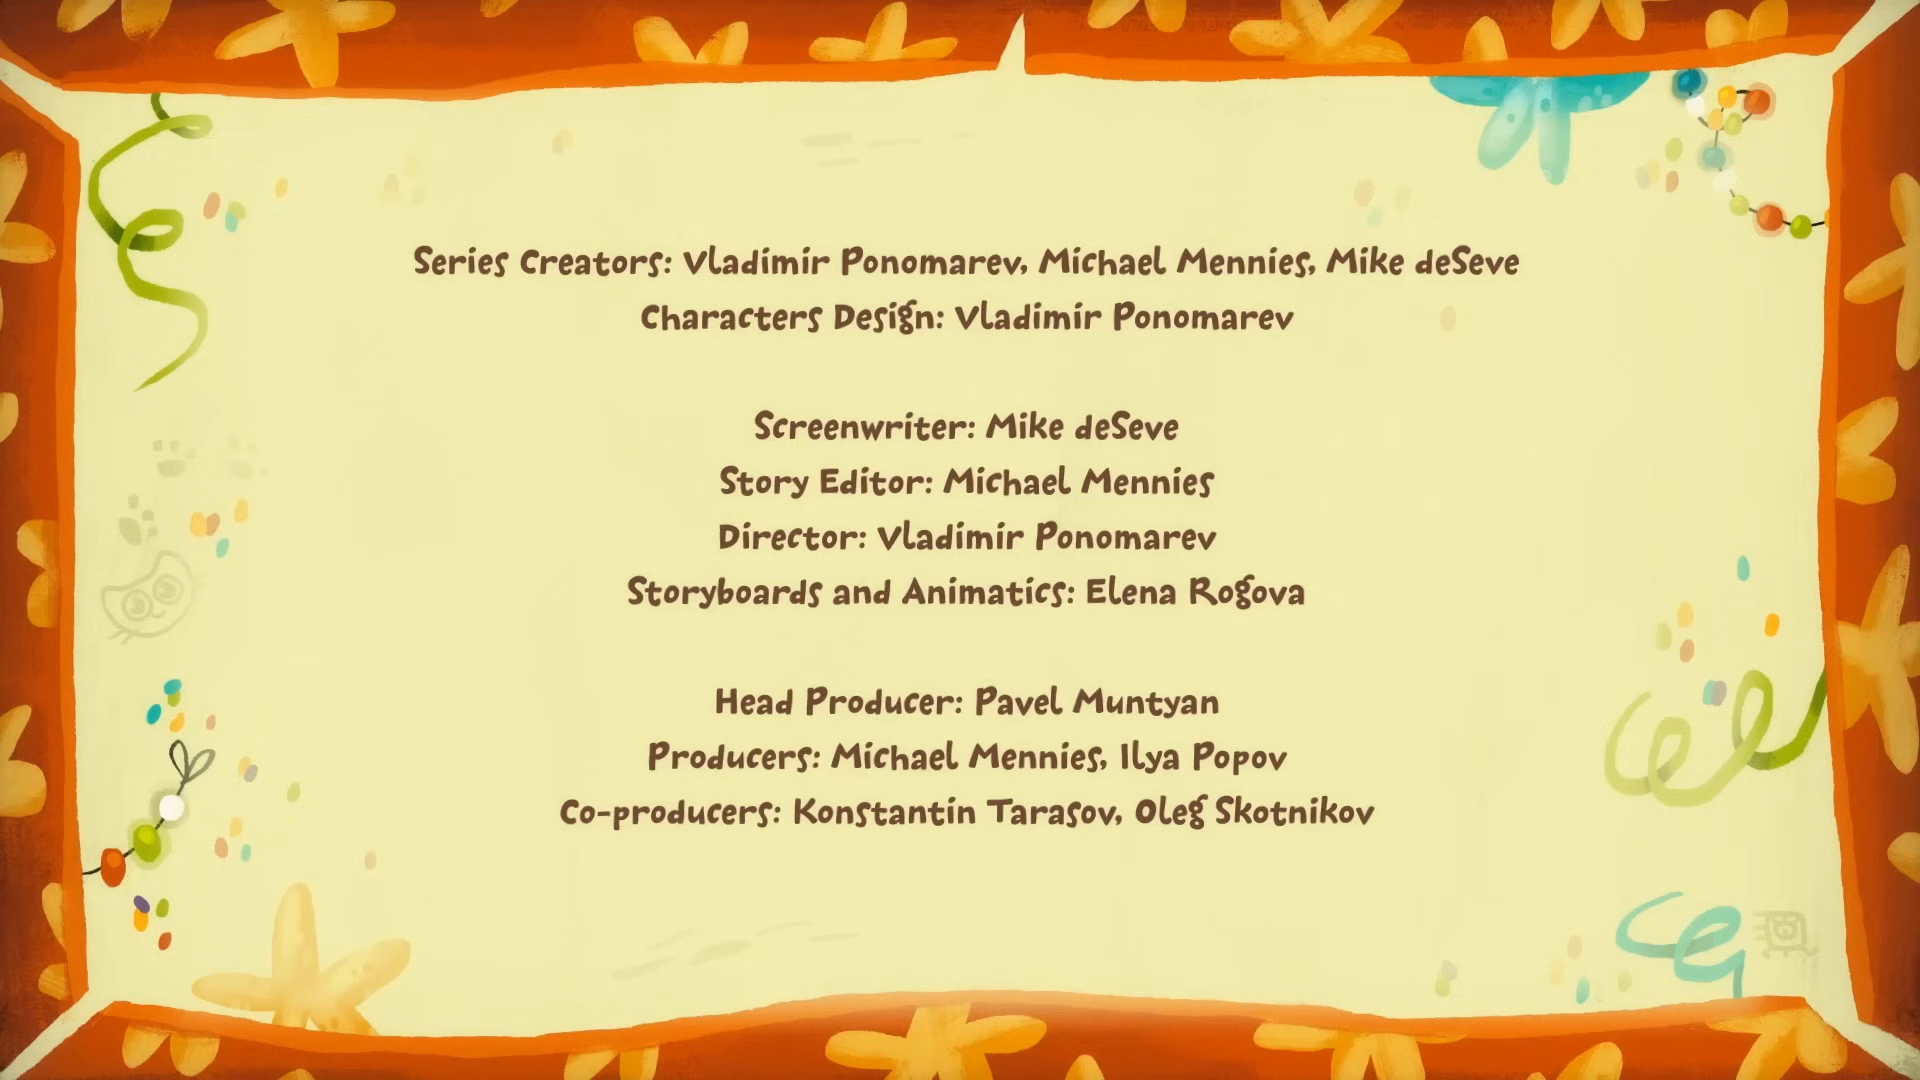 Series Creators: Vladimir Ponomarev, Michael Mennies, Mike deSeve
Characters Design: Vladimir Ponomarev
Screenwriter: Mike deSeve
Story Editor: Michael Mennies
Director: Vladimir Ponomarev
Storyboards and Animatics: Elena Rogova
Head Producer: Pavel Muntyan
Producers: Michael Mennies, Ilya Popov
Co-producers: Konstantin Tarasov, Oleg Skotnikov